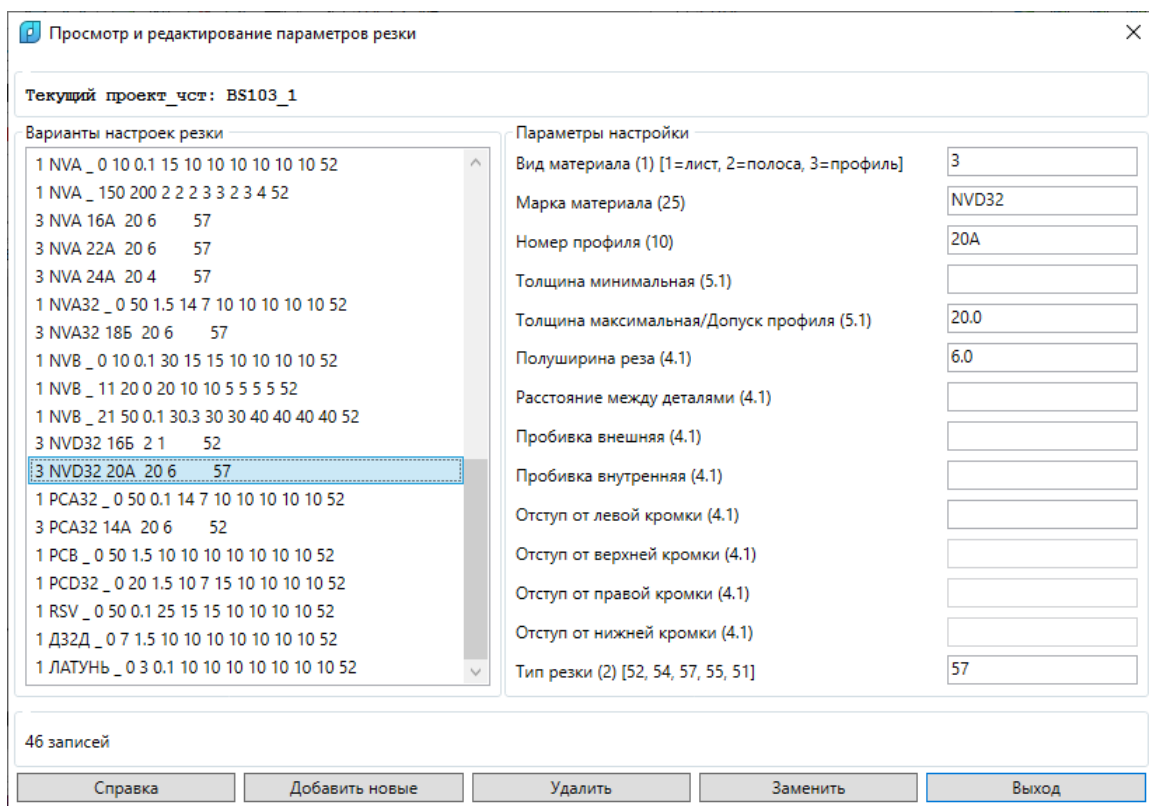 Просмотр и редактирование параметров резки
Текущий проект_чст: BS103_1
Варианты настроек резки
1 NVA _ 0 10 0.1 15 10 10 10 10 10 10 52
1 NVA _ 150 200 2 2 2 3 3 2 3 4 52
3 NVA 16А 20 6 57
3 NVA 22А 20 6 57
3 NVA 24А 20 4 57
1 NVA32 _ 0 50 1.5 14 7 10 10 10 10 10 52
3 NVA32 18Б 20 6 57
1 NVB _ 0 10 0.1 30 15 15 10 10 10 10 52
1 NVB _ 11 20 0 20 10 10 5 5 5 5 52
1 NVB _ 21 50 0.1 30.3 30 30 40 40 40 40 52
3 NVD32 16Б 2 1 52
3 NVD32 20А 20 6 57
1 PCA32 _ 0 50 0.1 14 7 10 10 10 10 10 52
3 PCA32 14А 20 6 52
1 PCB _ 0 50 1.5 10 10 10 10 10 10 10 52
1 PCD32 _ 0 20 1.5 10 7 15 10 10 10 10 52
1 RSV _ 0 50 0.1 25 15 15 10 10 10 10 52
1 Д32Д _ 0 7 1.5 10 10 10 10 10 10 10 52
1 ЛАТУНЬ _ 0 3 0.1 10 10 10 10 10 10 10 52
Параметры настройки
Вид материала (1) [1=лист, 2=полоса, 3=профиль] 3
Марка материала (25) NVD32
Номер профиля (10) 20А
Толщина минимальная (5.1)
Толщина максимальная/Допуск профиля (5.1) 20.0
Полуширина реза (4.1) 6.0
Расстояние между деталями (4.1)
Пробивка внешняя (4.1)
Пробивка внутренняя (4.1)
Отступ от левой кромки (4.1)
Отступ от верхней кромки (4.1)
Отступ от правой кромки (4.1)
Отступ от нижней кромки (4.1)
Тип резки (2) [52, 54, 57, 55, 51] 57
46 записей
Справка Добавить новые Удалить Заменить Выход